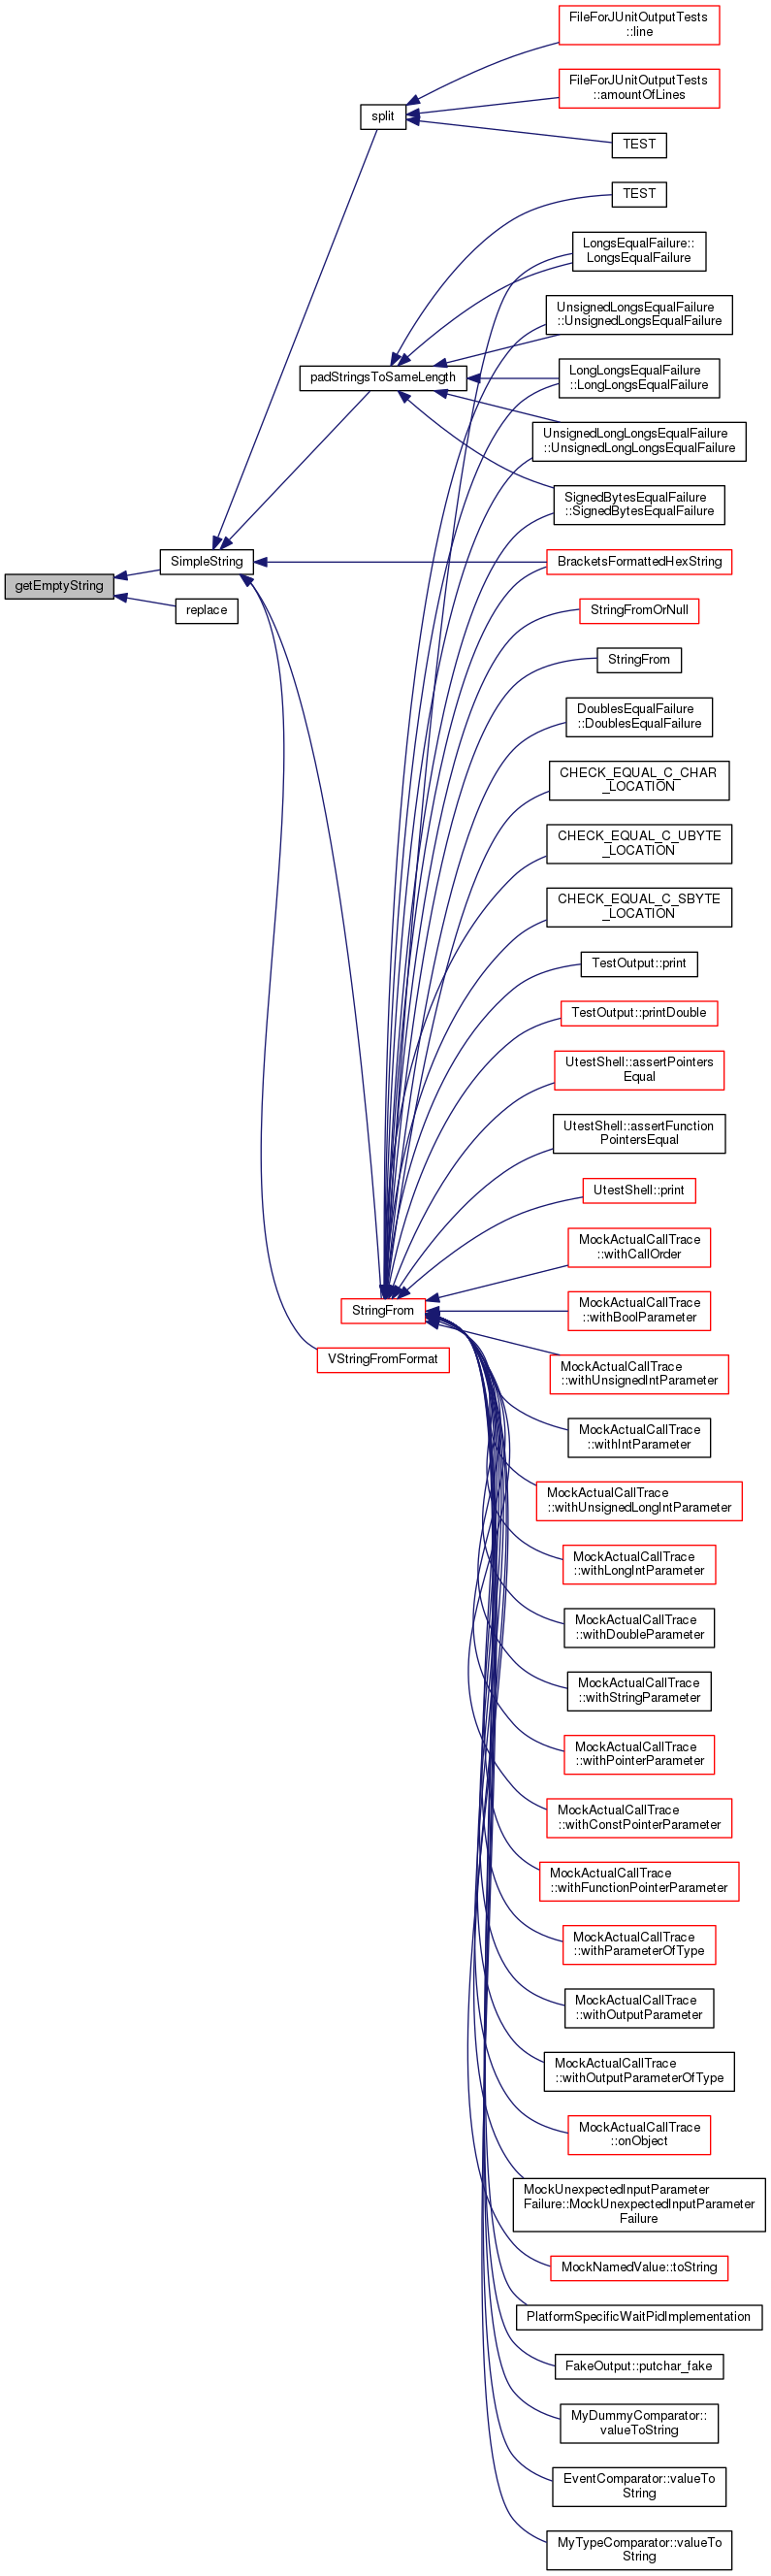 FileForJUnitOutputTests
::line
FileForJUnitOutputTests
::amountOfLines
split
TEST
TEST
LongsEqualFailure::
LongsEqualFailure
UnsignedLongsEqualFailure
::UnsignedLongsEqualFailure
padStringsToSameLength
LongLongsEqualFailure
::LongLongsEqualFailure
UnsignedLongLongsEqualFailure
::UnsignedLongLongsEqualFailure
SignedBytesEqualFailure
::SignedBytesEqualFailure
SimpleString
BracketsFormattedHexString
getEmptyString
replace
StringFromOrNull
StringFrom
DoublesEqualFailure
::DoublesEqualFailure
CHECK_EQUAL_C_CHAR
_LOCATION
CHECK_EQUAL_C_UBYTE
_LOCATION
CHECK_EQUAL_C_SBYTE
_LOCATION
TestOutput::print
TestOutput::printDouble
UtestShell::assertPointers
Equal
UtestShell::assertFunction
PointersEqual
UtestShell::print
MockActualCallTrace
::withCallOrder
StringFrom
MockActualCallTrace
::withBoolParameter
VStringFromFormat
MockActualCallTrace
::withUnsignedIntParameter
MockActualCallTrace
::withIntParameter
MockActualCallTrace
::withUnsignedLongIntParameter
MockActualCallTrace
::withLongIntParameter
MockActualCallTrace
::withDoubleParameter
MockActualCallTrace
::withStringParameter
MockActualCallTrace
::withPointerParameter
MockActualCallTrace
::withConstPointerParameter
MockActualCallTrace
::withFunctionPointerParameter
MockActualCallTrace
::withParameterOfType
MockActualCallTrace
::withOutputParameter
MockActualCallTrace
::withOutputParameterOfType
MockActualCallTrace
::onObject
MockUnexpectedInputParameter
Failure::MockUnexpectedInputParameter
Failure
MockNamedValue::toString
PlatformSpecificWaitPidImplementation
FakeOutput::putchar_fake
MyDummyComparator::
valueToString
EventComparator::valueTo
String
MyTypeComparator::valueTo
String